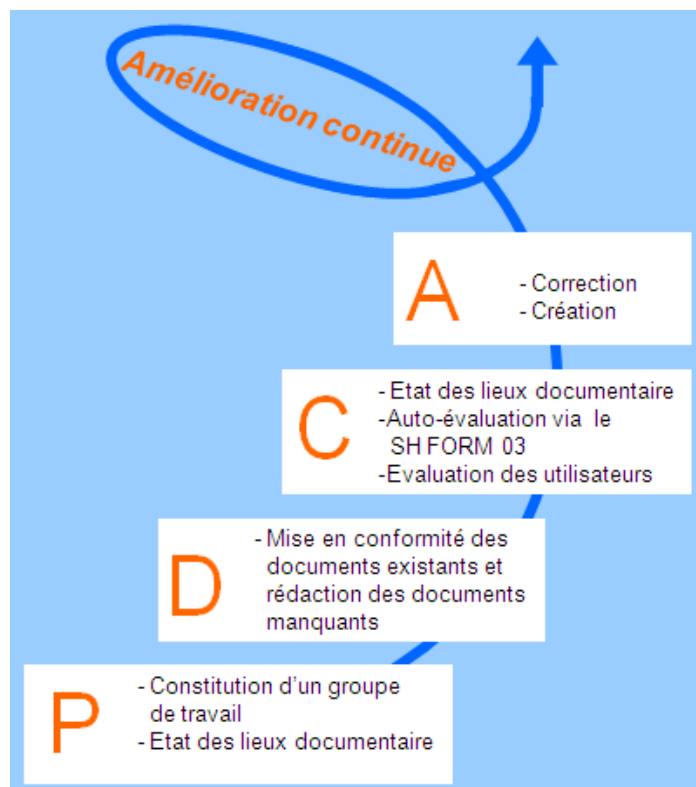 Amélioration continue
A
- Correction
- Création
C
- Etat des lieux documentaire
-Auto-évaluation via le
SH FORM 03
-Evaluation des utilisateurs
D
- Mise en conformité des
documents existants et
rédaction des documents
manquants
P
- Constitution d'un groupe
de travail
- Etat des lieux documentaire